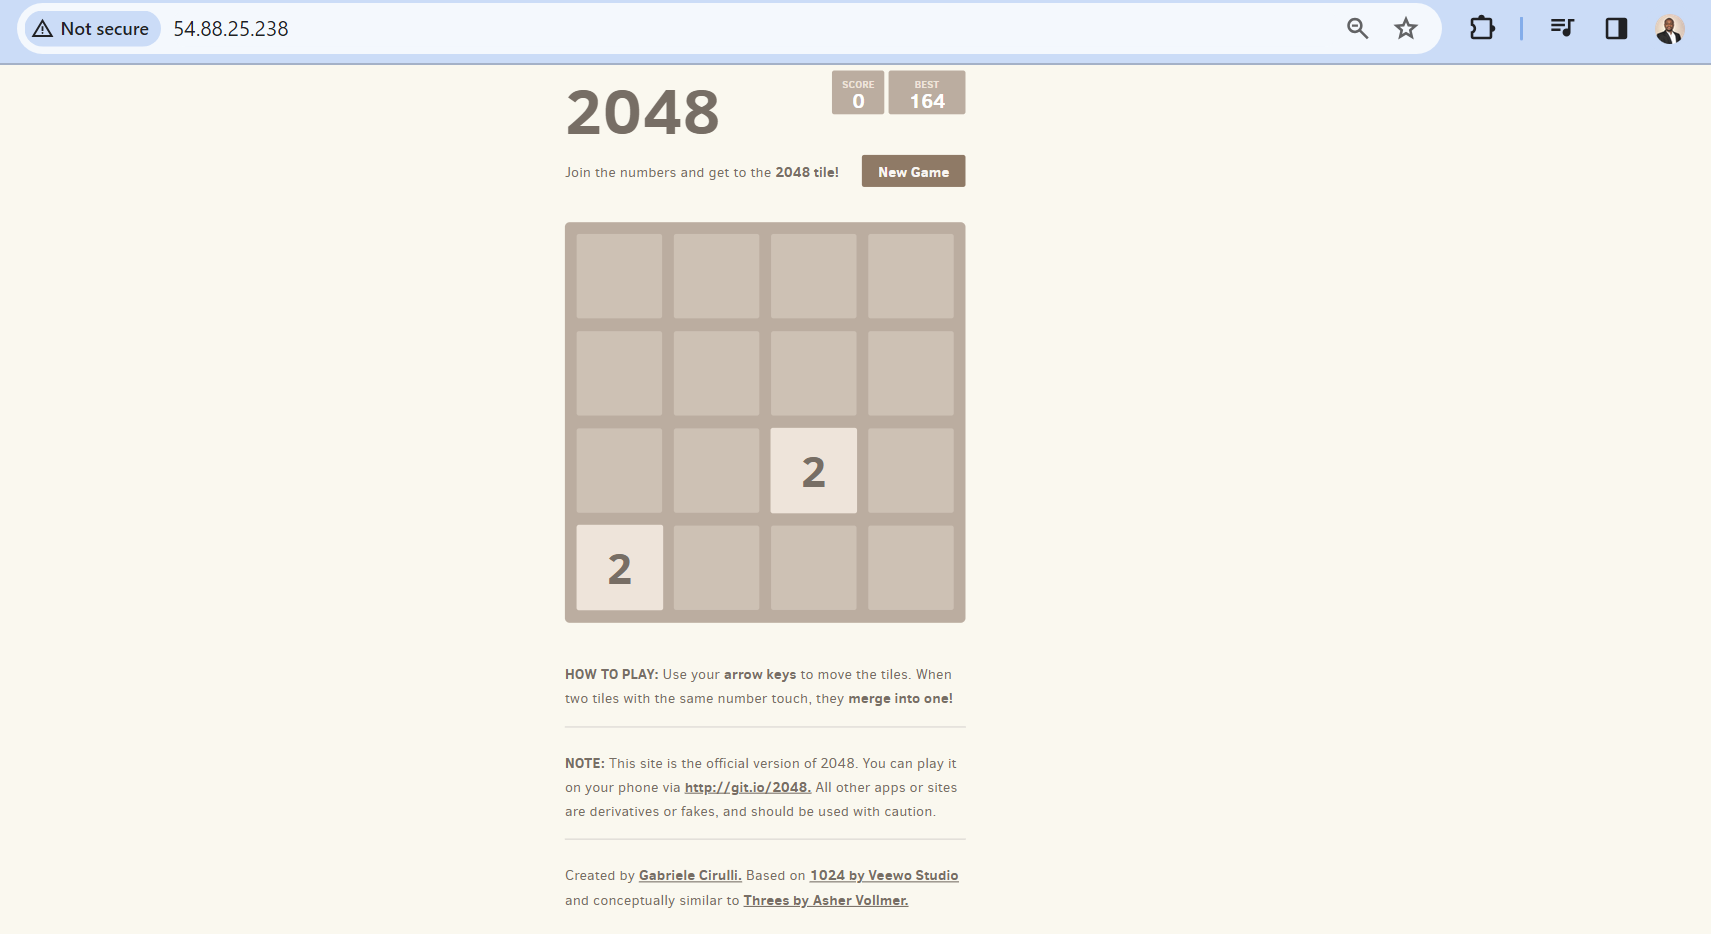 Not secure 54.88.25.238
2048
SCORE
0
BEST
164
Join the numbers and get to the 2048 tile!
New Game
2
2
HOW TO PLAY: Use your arrow keys to move the tiles. When
two tiles with the same number touch, they merge into one!
NOTE: This site is the official version of 2048. You can play it
on your phone via http://git.io/2048. All other apps or sites
are derivatives or fakes, and should be used with caution.
Created by Gabriele Cirulli. Based on 1024 by Veewo Studio
and conceptually similar to Threes by Asher Vollmer.